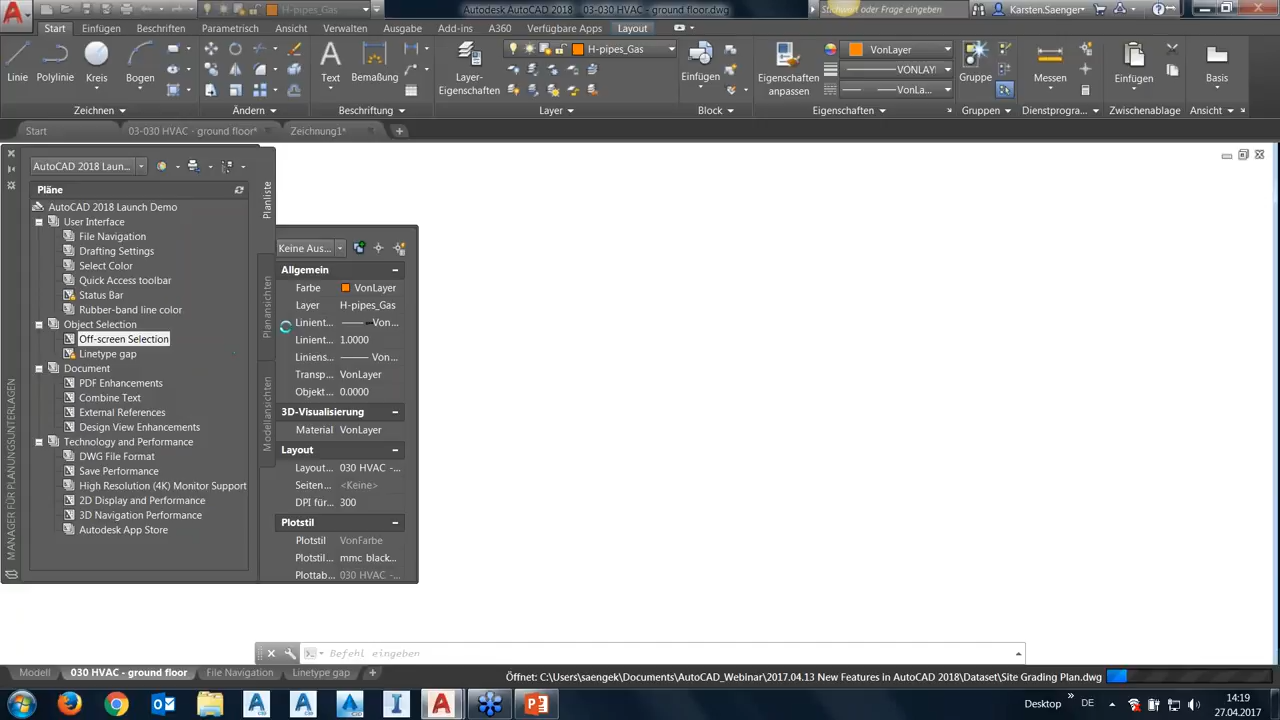 H-pipes_Gas
Autodesk AutoCAD 2018 03-030 HVAC - ground floor.dwg
Stichwort oder Frage eingeben
Karsten.Saenger
Start Einfügen Beschriften Parametrisch Ansicht Verwalten Ausgabe Add-ins A360 Verfügbare Apps Layout
H-pipes_Gas
VonLayer
Linie Polylinie Kreis Bogen Text Bemaßung Layer- Einfügen Eigenschaften VONLAYI Gruppe Messen Einfügen Basis
Eigenschaften anpassen VonLa...
Zeichnen Ändern Beschriftung Layer Block Eigenschaften Gruppen Dienstprogram... Zwischenablage Ansicht
Start 03-030 HVAC - ground floor* Zeichnung1*
AutoCAD 2018 Laun...
Pläne
AutoCAD 2018 Launch Demo
User Interface
File Navigation
Drafting Settings
Select Color
Quick Access toolbar
Status Bar
Rubber-band line color
Object Selection
Off-screen Selection
Linetype gap
Document
PDF Enhancements
Combine Text
External References
Design View Enhancements
Technology and Performance
DWG File Format
Save Performance
High Resolution (4K) Monitor Support
2D Display and Performance
3D Navigation Performance
Autodesk App Store
MANAGER FÜR PLANUNGSUNTERLAGEN
Planliste
Planansichten
Modellansichten
Keine Aus...
Allgemein
Farbe VonLayer
Layer H-pipes_Gas
Linient... Von...
Linient... 1.0000
Liniens... Von...
Transp... VonLayer
Objekt... 0.0000
3D-Visualisierung
Material VonLayer
Layout
Layout... 030 HVAC -...
Seiten... <Keine>
DPI für... 300
Plotstil
Plotstil VonFarbe
Plotstil... mmc black...
Plottab... 030 HVAC -...
Befehl eingeben
Modell 030 HVAC - ground floor File Navigation Linetype gap
Öffnet: C:\Users\saengek\Documents\AutoCAD_Webinar\2017.04.13 New Features in AutoCAD 2018\Dataset\Site Grading Plan.dwg
Desktop
DE
14:19
27.04.2017